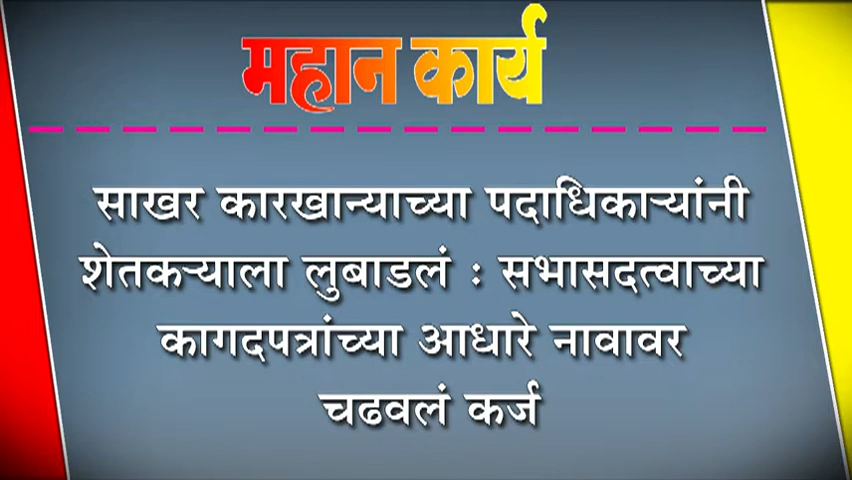 महान कार्य
साखर कारखान्याच्या पदाधिकाऱ्यांनी
शेतकऱ्याला लुबाडलं : सभासदत्वाच्या
कागदपत्रांच्या आधारे नावावर
चढवलं कर्ज